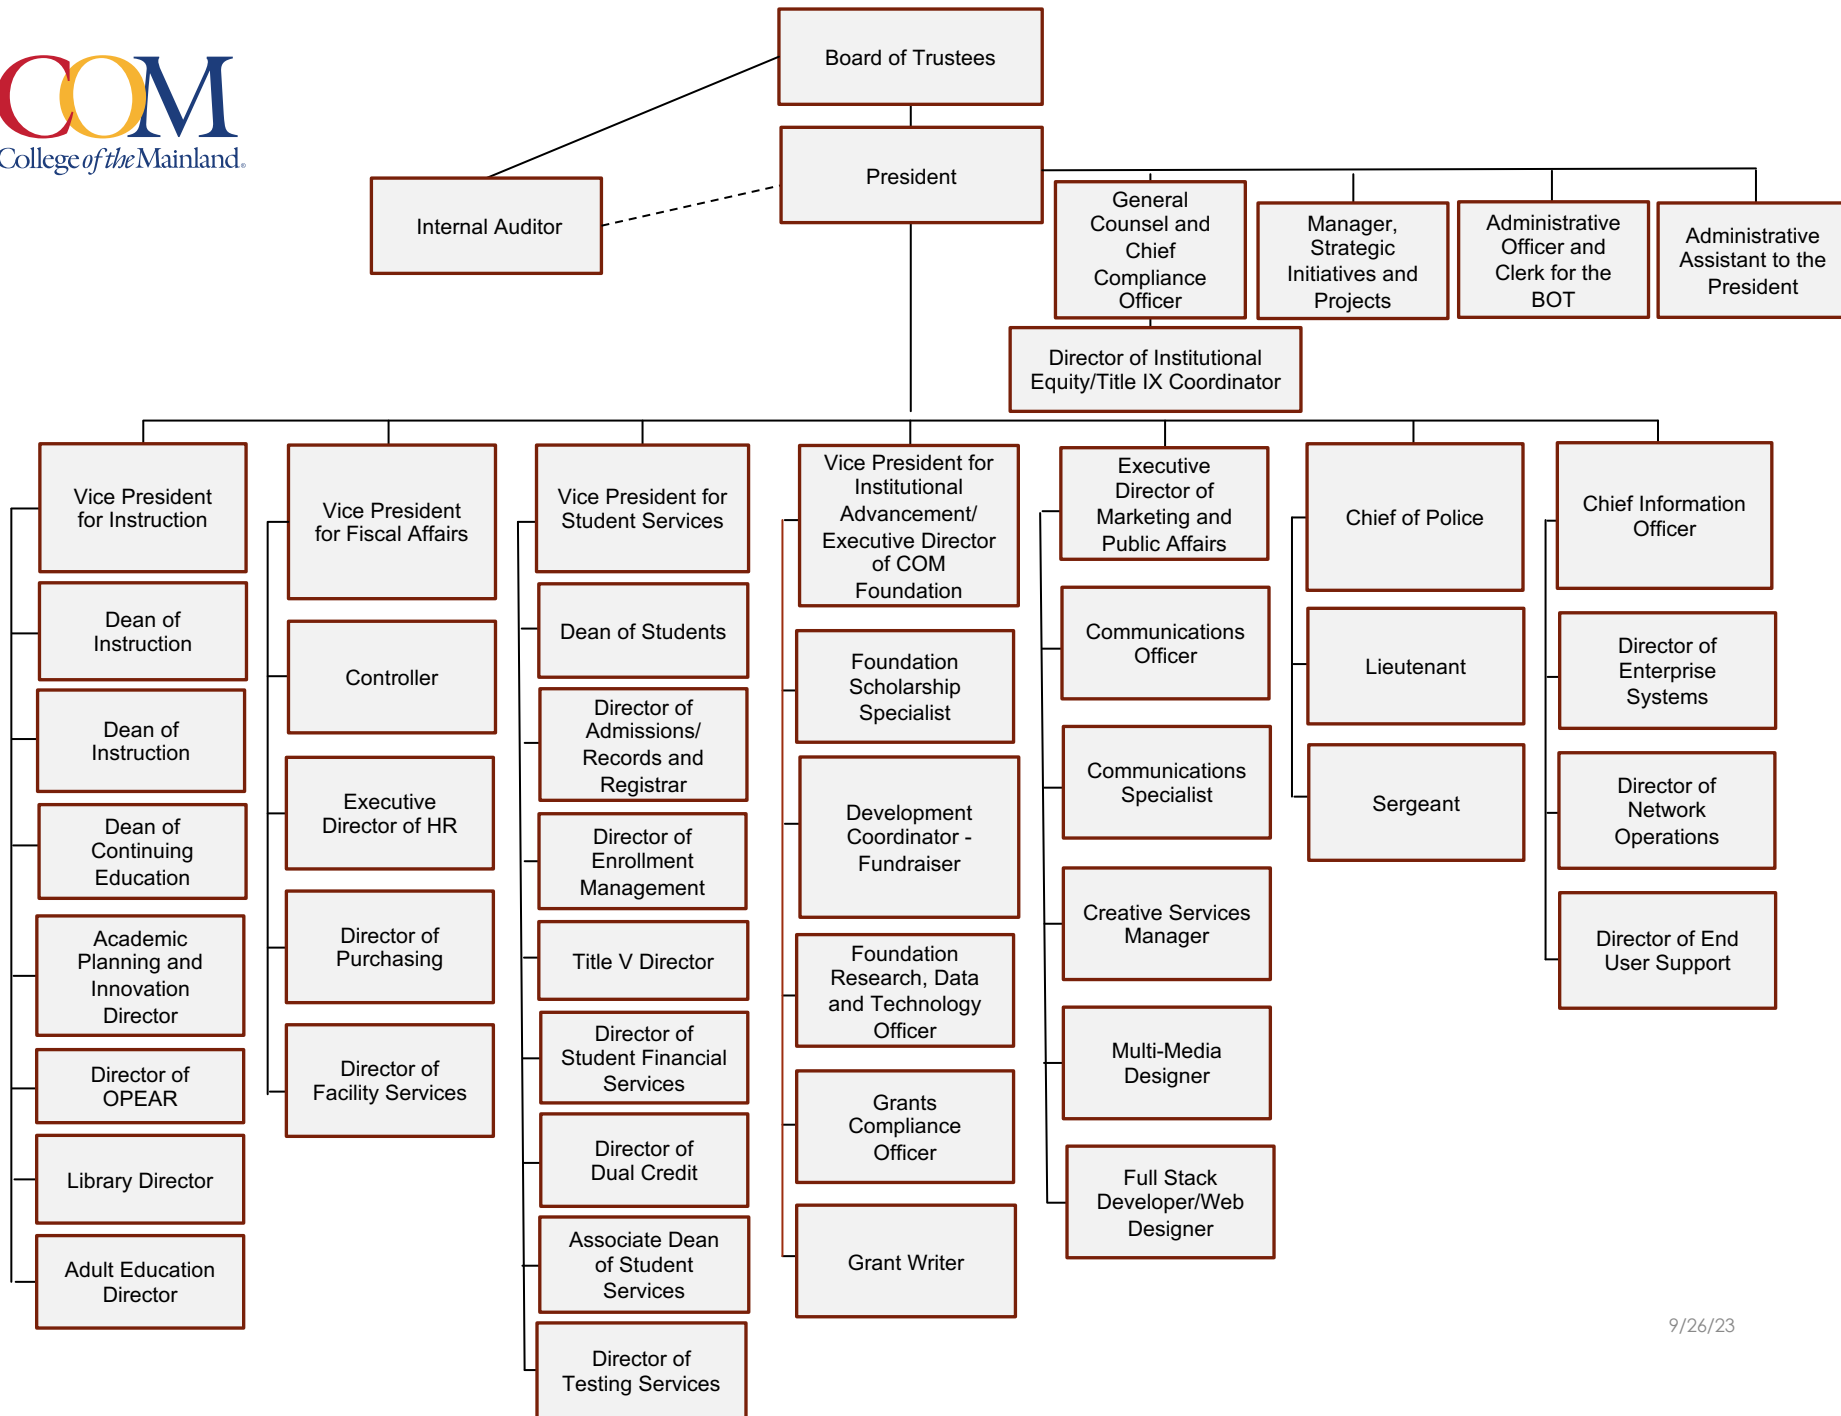 COM
College of the Mainland®
Board of Trustees
President
Internal Auditor
General
Counsel and
Chief
Compliance
Officer
Manager,
Strategic
Initiatives and
Projects
Administrative
Officer and
Clerk for the
BOT
Administrative
Assistant to the
President
Director of Institutional
Equity/Title IX Coordinator
Vice President
for Instruction
Dean of
Instruction
Dean of
Instruction
Dean of
Continuing
Education
Academic
Planning and
Innovation
Director
Director of
OPEAR
Library Director
Adult Education
Director
Vice President
for Fiscal Affairs
Controller
Executive
Director of HR
Director of
Purchasing
Director of
Facility Services
Vice President for
Student Services
Dean of Students
Director of
Admissions/
Records and
Registrar
Director of
Enrollment
Management
Title V Director
Director of
Student Financial
Services
Director of
Dual Credit
Associate Dean
of Student
Services
Director of
Testing Services
Vice President for
Institutional
Advancement/
Executive Director
of COM
Foundation
Foundation
Scholarship
Specialist
Development
Coordinator -
Fundraiser
Foundation
Research, Data
and Technology
Officer
Grants
Compliance
Officer
Grant Writer
Executive
Director of
Marketing and
Public Affairs
Communications
Officer
Communications
Specialist
Creative Services
Manager
Multi-Media
Designer
Full Stack
Developer/Web
Designer
Chief of Police
Lieutenant
Sergeant
Chief Information
Officer
Director of
Enterprise
Systems
Director of
Network
Operations
Director of End
User Support
9/26/23